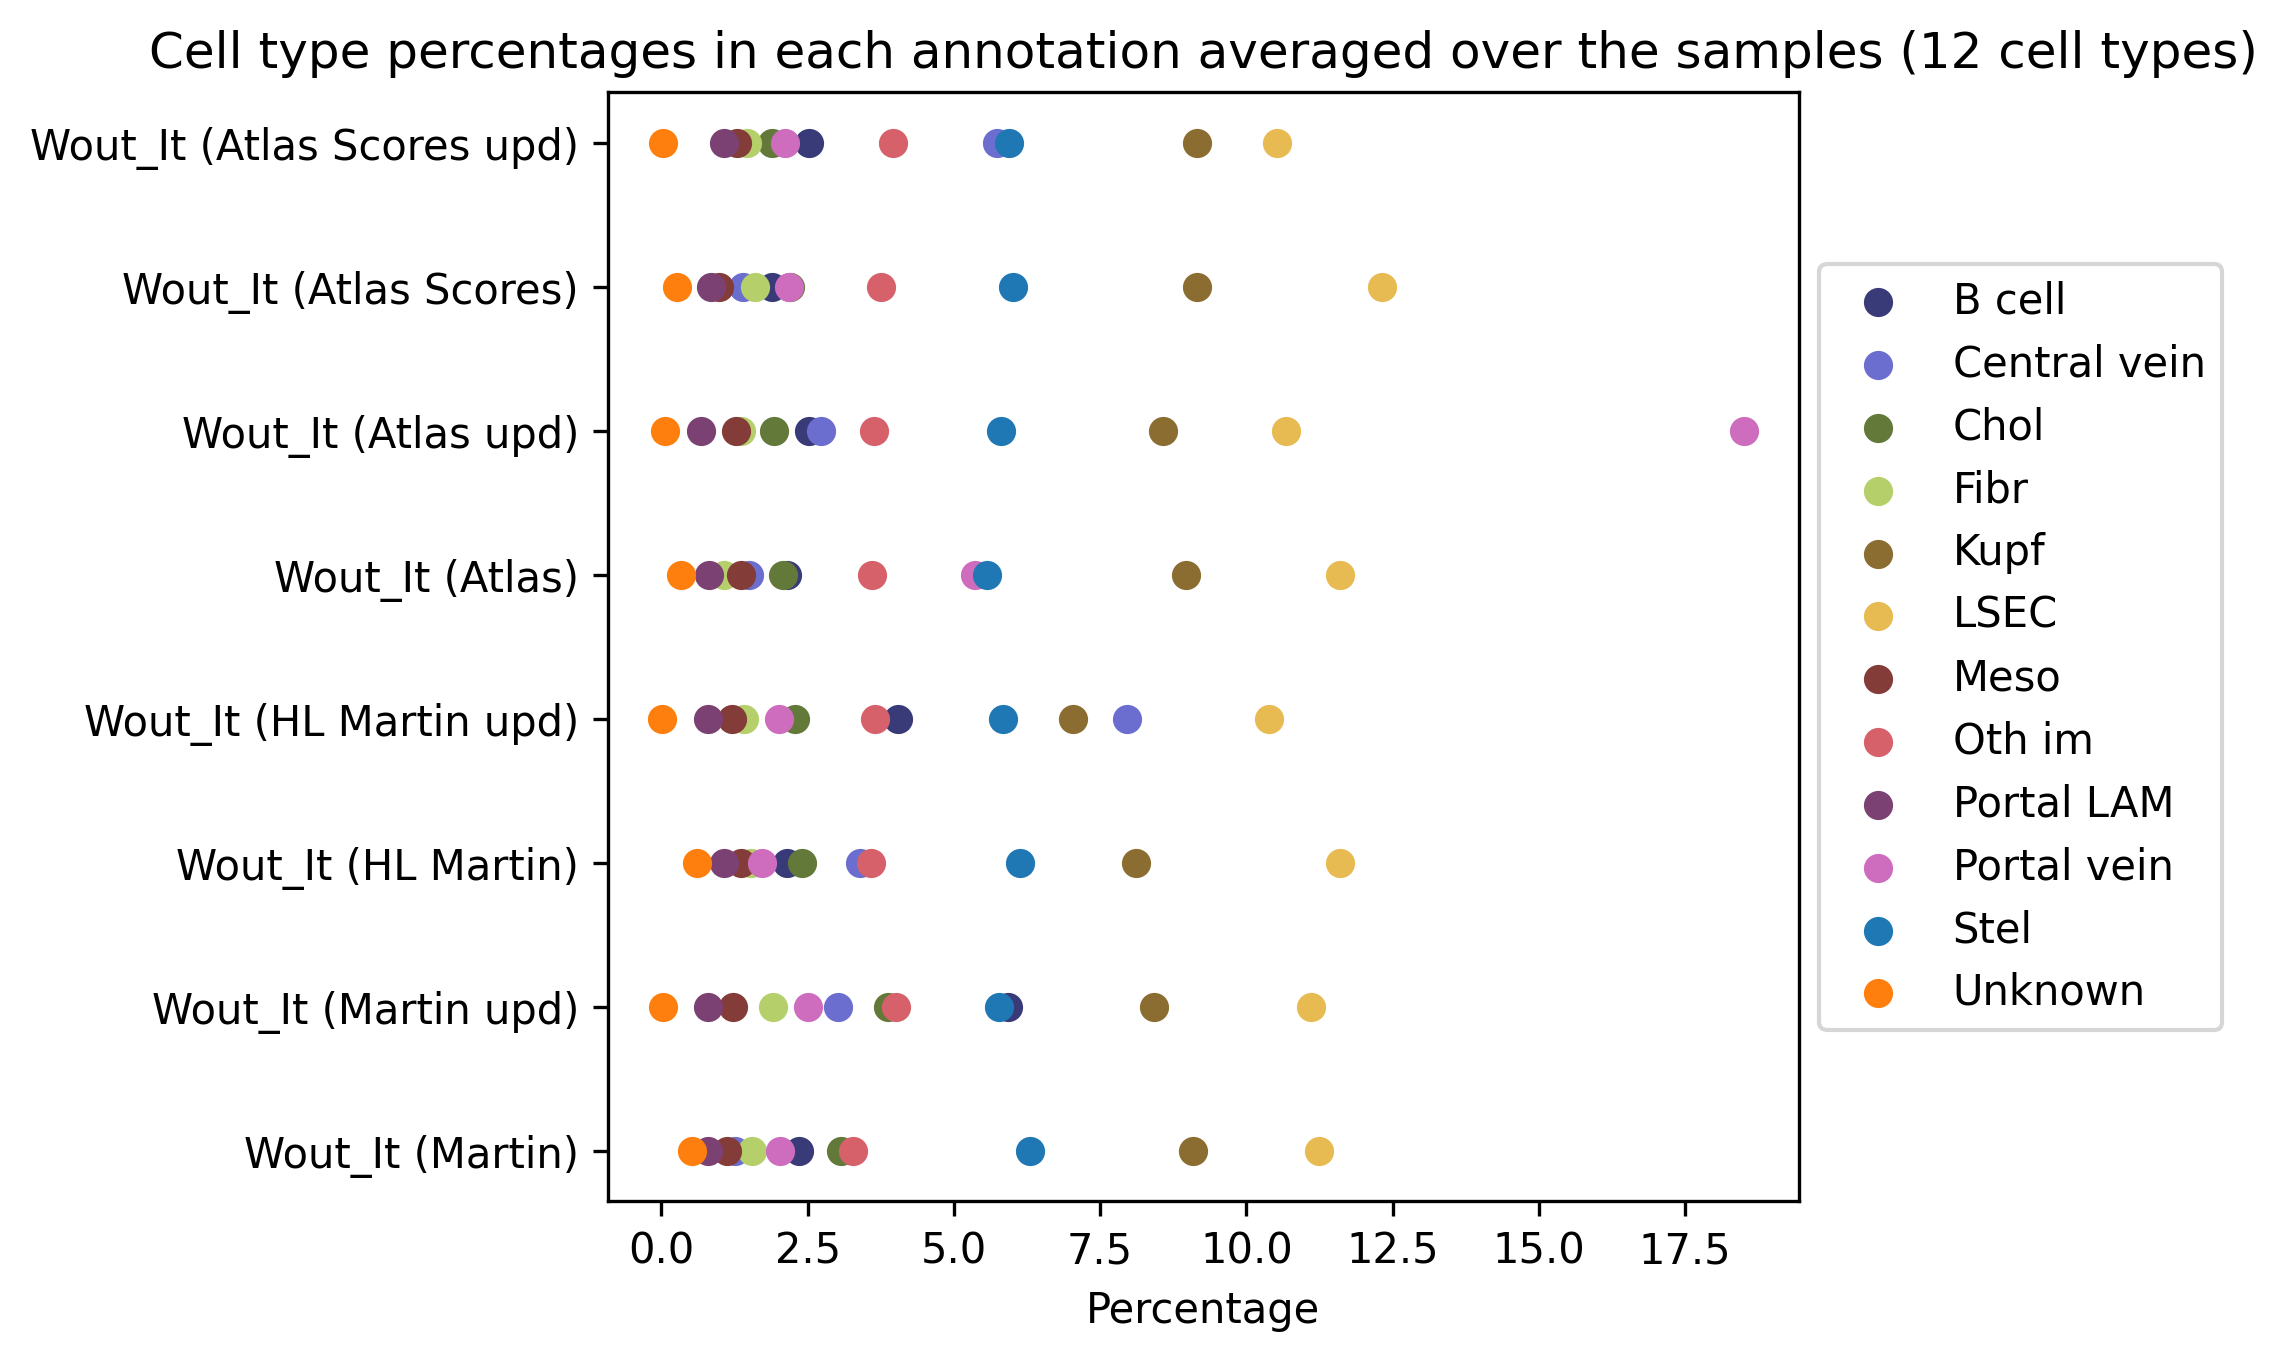 Cell type percentages in each annotation averaged over the samples (12 cell types)
Wout_It (Atlas Scores upd)
Wout_It (Atlas Scores)
Wout_It (Atlas upd)
Wout_It (Atlas)
Wout_It (HL Martin upd)
Wout_It (HL Martin)
Wout_It (Martin upd)
Wout_It (Martin)
0.0 2.5 5.0 7.5 10.0 12.5 15.0 17.5
Percentage
B cell
Central vein
Chol
Fibr
Kupf
LSEC
Meso
Oth im
Portal LAM
Portal vein
Stel
Unknown